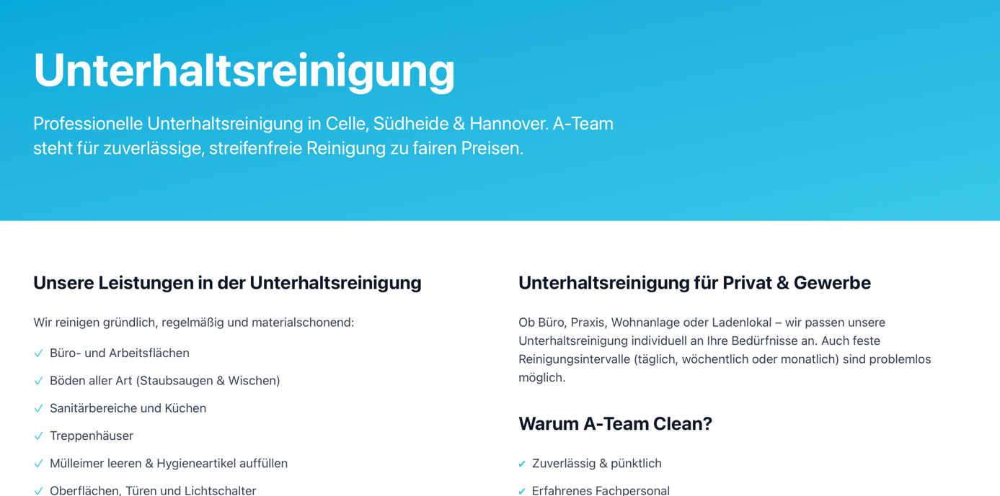 Unterhaltsreinigung
Professionelle Unterhaltsreinigung in Celle, Südheide & Hannover. A-Team
steht für zuverlässige, streifenfreie Reinigung zu fairen Preisen.
Unsere Leistungen in der Unterhaltsreinigung
Wir reinigen gründlich, regelmäßig und materialschonend:
✓ Büro- und Arbeitsflächen
✓ Böden aller Art (Staubsaugen & Wischen)
✓ Sanitärbereiche und Küchen
✓ Treppenhäuser
✓ Mülleimer leeren & Hygieneartikel auffüllen
✓ Oberflächen, Türen und Lichtschalter
Unterhaltsreinigung für Privat & Gewerbe
Ob Büro, Praxis, Wohnanlage oder Ladenlokal – wir passen unsere
Unterhaltsreinigung individuell an Ihre Bedürfnisse an. Auch feste
Reinigungsintervalle (täglich, wöchentlich oder monatlich) sind problemlos
möglich.
Warum A-Team Clean?
✔ Zuverlässig & pünktlich
✔ Erfahrenes Fachpersonal